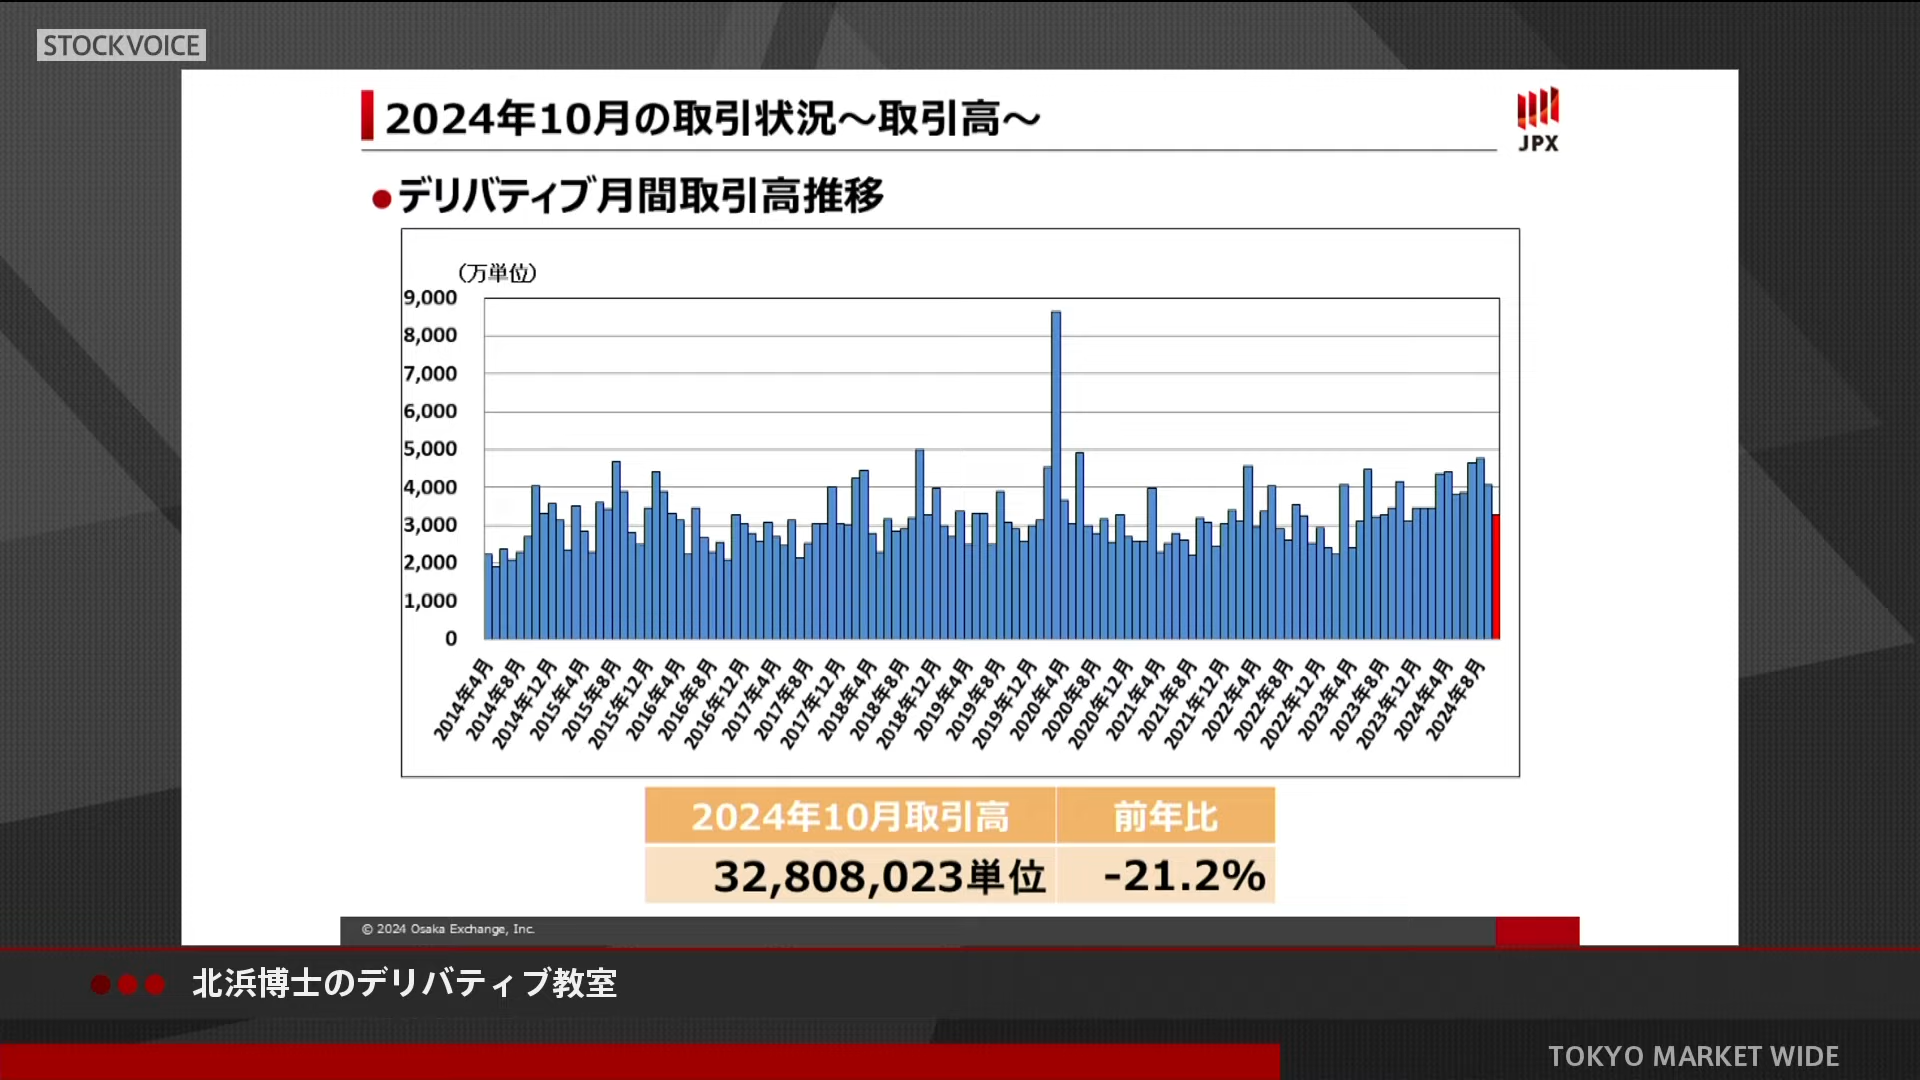 STOCKVOICE
2024年10月の取引状況～取引高～
JPX
●デリバティブ月間取引高推移
(万単位)
9,000
8,000
7,000
6,000
5,000
4,000
3,000
2,000
1,000
0
2014年4月
2014年8月
2014年12月
2015年4月
2015年8月
2015年12月
2016年4月
2016年8月
2016年12月
2017年4月
2017年8月
2017年12月
2018年4月
2018年8月
2018年12月
2019年4月
2019年8月
2019年12月
2020年4月
2020年8月
2020年12月
2021年4月
2021年8月
2021年12月
2022年4月
2022年8月
2022年12月
2023年4月
2023年8月
2023年12月
2024年4月
2024年8月
2024年10月取引高 前年比
32,808,023単位 -21.2%
© 2024 Osaka Exchange, Inc.
北浜博士のデリバティブ教室
TOKYO MARKET WIDE